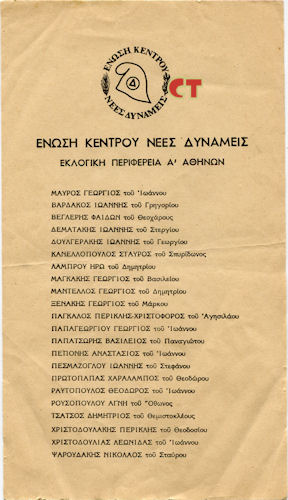 ΕΝΩΣΗ ΚΕΝΤΡΟΥ
Δ
ΝΕΕΣ ΔΥΝΑΜΕΙΣ
CT
ΕΝΩΣΗ ΚΕΝΤΡΟΥ ΝΕΕΣ ΔΥΝΑΜΕΙΣ
ΕΚΛΟΓΙΚΗ ΠΕΡΙΦΕΡΕΙΑ Α' ΑΘΗΝΩΝ
ΜΑΥΡΟΣ ΓΕΩΡΓΙΟΣ τοῦ Ἰωάννου
ΒΑΡΔΑΚΟΣ ΙΩΑΝΝΗΣ τοῦ Γρηγορίου
ΒΕΓΛΕΡΗΣ ΦΑΙΔΩΝ τοῦ Θεοχάρους
ΔΕΜΑΤΑΚΗΣ ΙΩΑΝΝΗΣ τοῦ Στεργίου
ΔΟΥΛΓΕΡΑΚΗΣ ΙΩΑΝΝΗΣ τοῦ Γεωργίου
ΚΑΝΕΛΛΟΠΟΥΛΟΣ ΣΤΑΥΡΟΣ τοῦ Σπυρίδωνος
ΛΑΜΠΡΟΥ ΗΡΩ τοῦ Δημητρίου
ΜΑΓΚΑΚΗΣ ΓΕΩΡΓΙΟΣ τοῦ Βασιλείου
ΜΑΝΤΕΛΛΟΣ ΓΕΩΡΓΙΟΣ τοῦ Δημητρίου
ΞΕΝΑΚΗΣ ΓΕΩΡΓΙΟΣ τοῦ Μάρκου
ΠΑΓΚΑΛΟΣ ΠΕΡΙΚΛΗΣ-ΧΡΙΣΤΟΦΟΡΟΣ τοῦ Ἀγησιλάου
ΠΑΠΑΓΕΩΡΓΙΟΥ ΓΕΩΡΓΙΟΣ τοῦ Ἰωάννου
ΠΑΠΑΤΣΩΡΗΣ ΒΑΣΙΛΕΙΟΣ τοῦ Παναγιώτου
ΠΕΠΟΝΗΣ ΑΝΑΣΤΑΣΙΟΣ τοῦ Ἰωάννου
ΠΕΣΜΑΖΟΓΛΟΥ ΙΩΑΝΝΗΣ τοῦ Στεφάνου
ΠΡΩΤΟΠΑΠΑΣ ΧΑΡΑΛΑΜΠΟΣ τοῦ Θεοδώρου
ΡΑΥΤΟΠΟΥΛΟΣ ΘΕΟΔΩΡΟΣ τοῦ Ἰωάννου
ΡΟΥΣΟΠΟΥΛΟΥ ΑΓΝΗ τοῦ Ὄθωνος
ΤΣΑΤΣΟΣ ΔΗΜΗΤΡΙΟΣ τοῦ Θεμιστοκλέους
ΧΡΙΣΤΟΔΟΥΛΑΚΗΣ ΠΕΡΙΚΛΗΣ τοῦ Θεοδοσίου
ΧΡΙΣΤΟΔΟΥΛΙΑΣ ΛΕΩΝΙΔΑΣ τοῦ Ἰωάννου
ΨΑΡΟΥΔΑΚΗΣ ΝΙΚΟΛΑΟΣ τοῦ Σταύρου